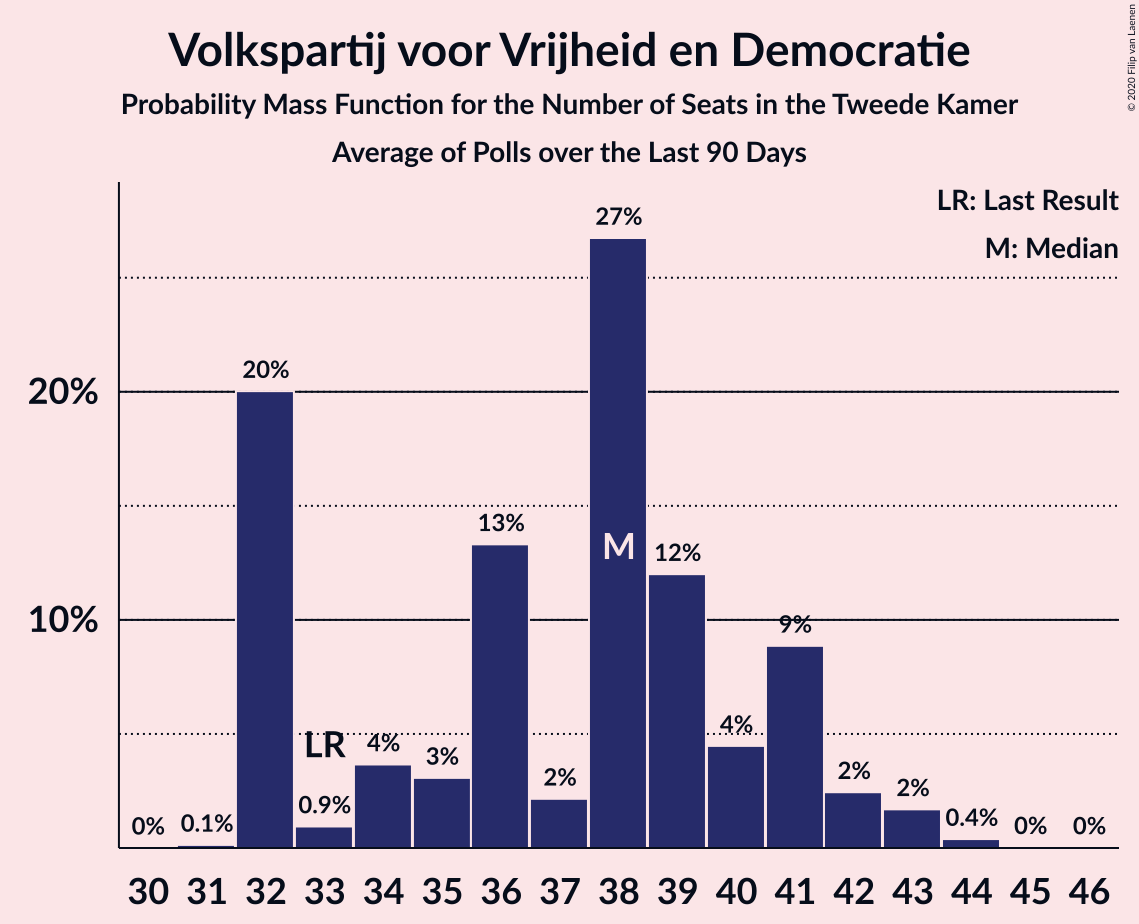 Volkspartij voor Vrijheid en Democratie
Probability Mass Function for the Number of Seats in the Tweede Kamer
Average of Polls over the Last 90 Days
© 2020 Filip van Laenen
LR: Last Result
M: Median
27%
20%
20%
13%
M
12%
10%
9%
LR
4%
3%
2%
4%
2%
2%
0%
0.1%
0.9%
0.4%
0%
0%
30 31 32 33 34 35 36 37 38 39 40 41 42 43 44 45 46